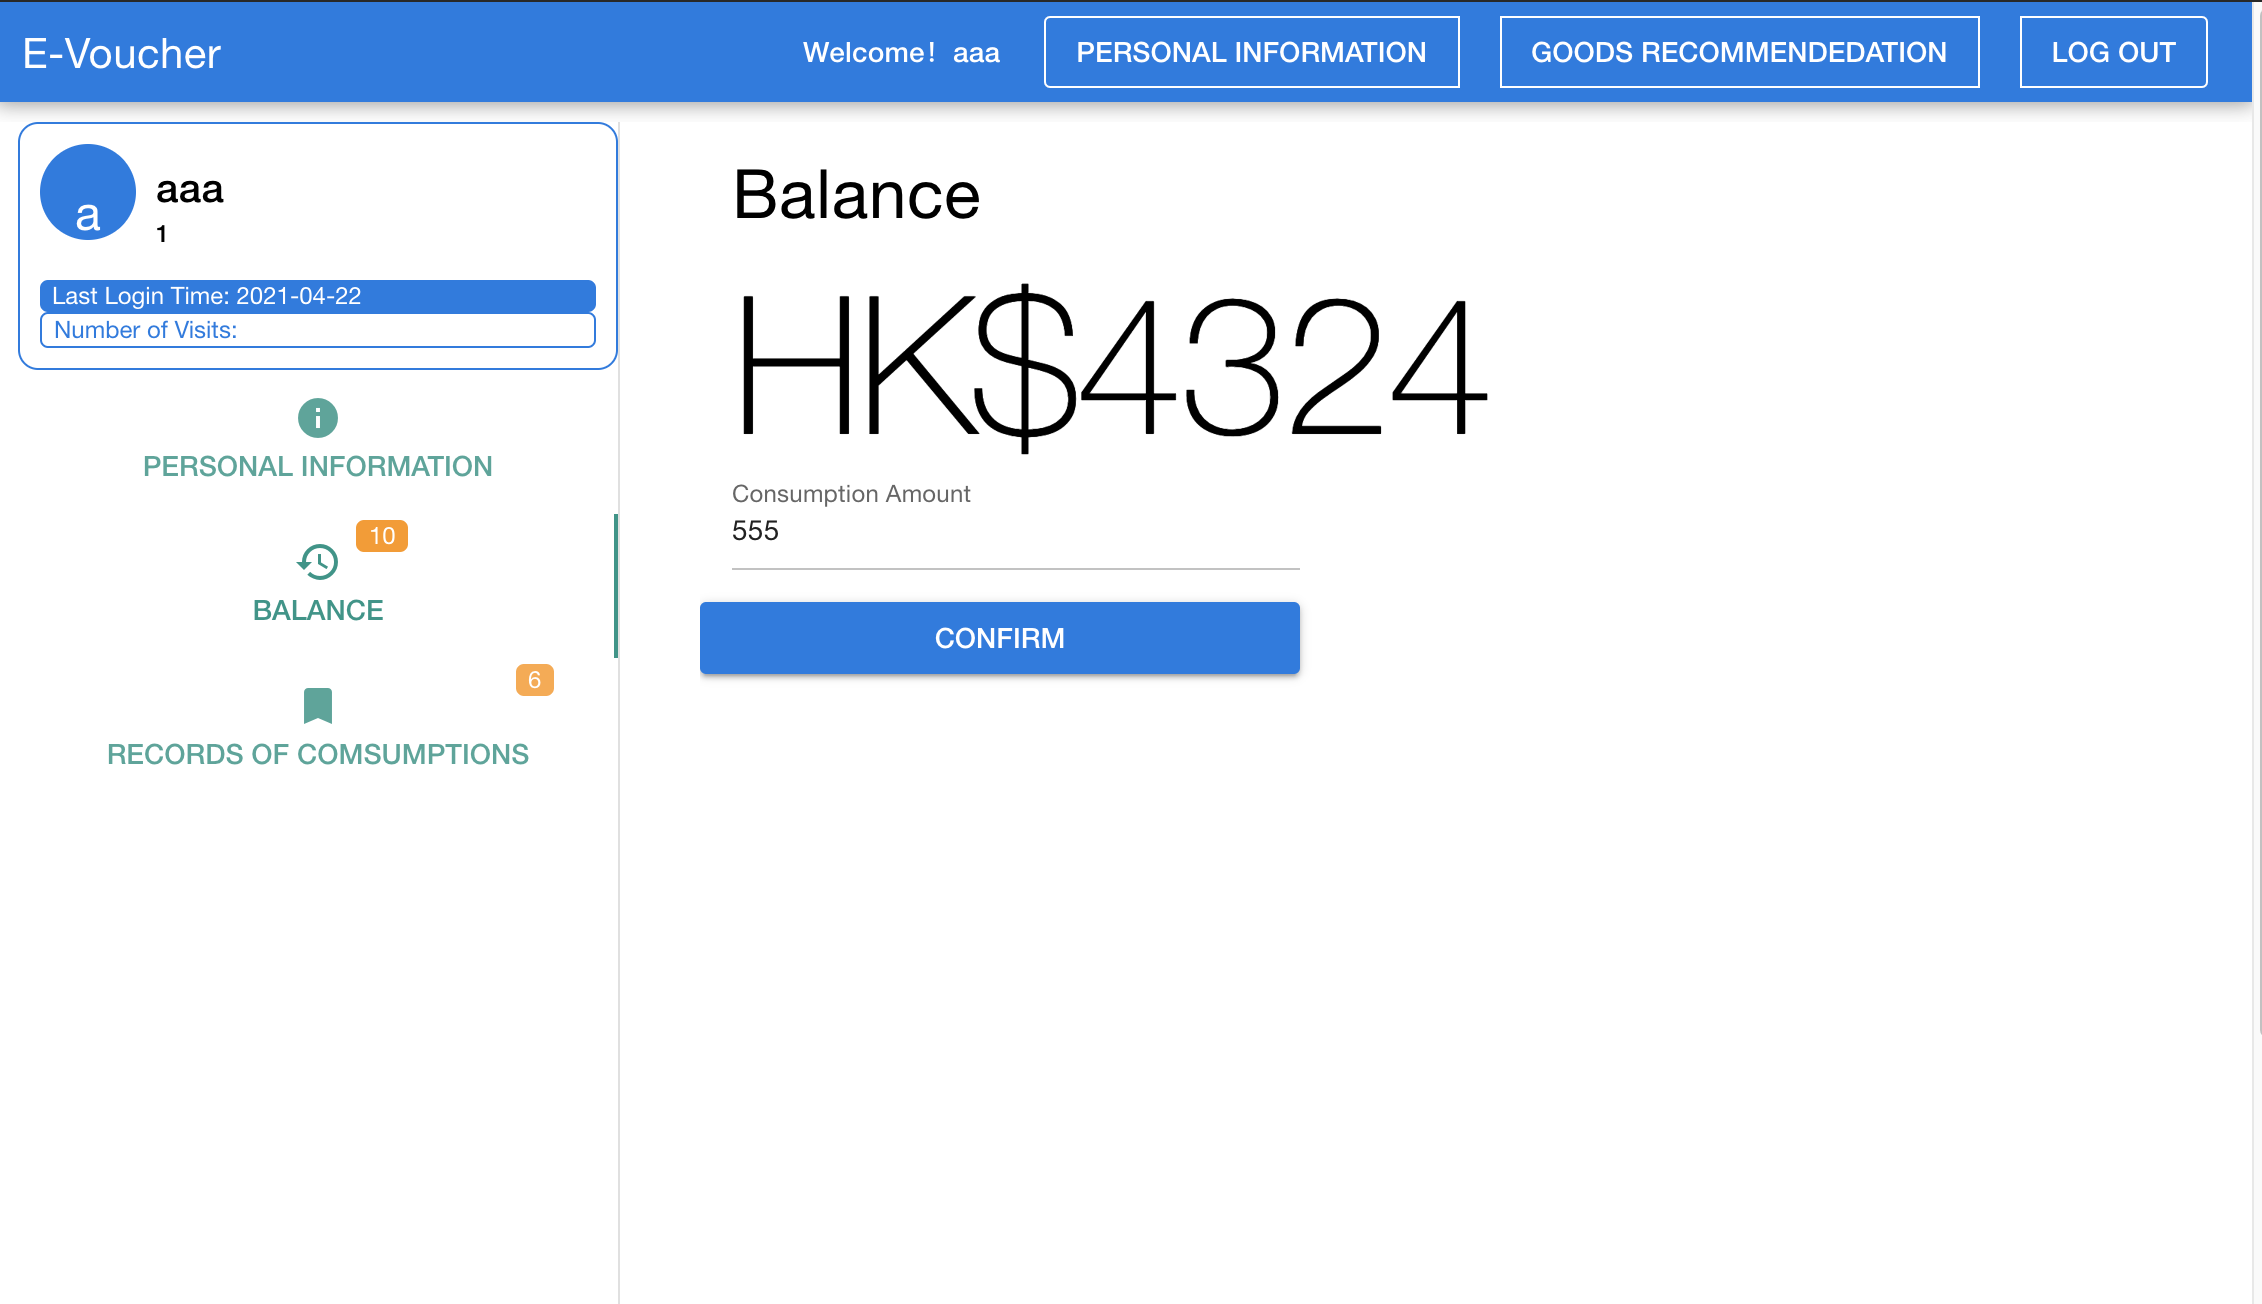 E-Voucher
Welcome! aaa
PERSONAL INFORMATION
GOODS RECOMMENDEDATION
LOG OUT
a
aaa
1
Last Login Time: 2021-04-22
Number of Visits:
PERSONAL INFORMATION
10
BALANCE
6
RECORDS OF COMSUMPTIONS
Balance
HK$4324
Consumption Amount
555
CONFIRM